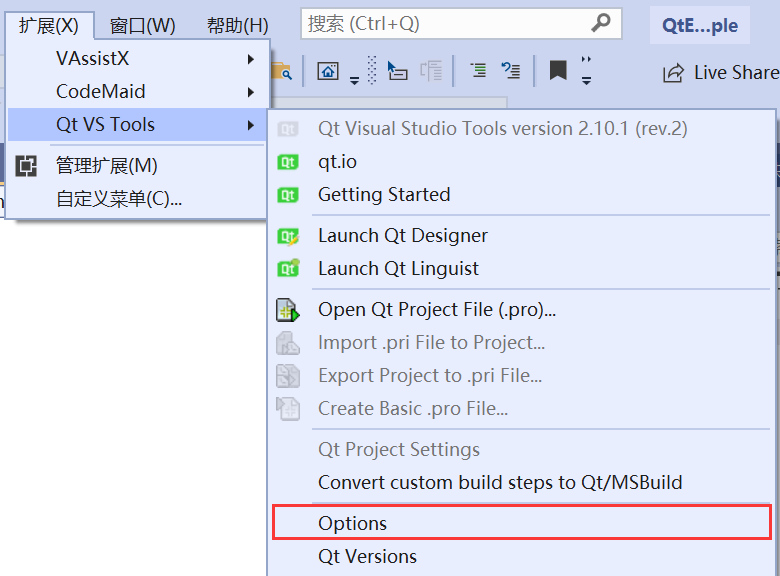 扩展(X) 窗口(W) 帮助(H) 搜索 (Ctrl+Q) QtE...ple
VAssistX
CodeMaid
Qt VS Tools
管理扩展(M)
自定义菜单(C)...
Live Share
Qt Visual Studio Tools version 2.10.1 (rev.2)
qt.io
Getting Started
Launch Qt Designer
Launch Qt Linguist
Open Qt Project File (.pro)...
Import .pri File to Project...
Export Project to .pri File...
Create Basic .pro File...
Qt Project Settings
Convert custom build steps to Qt/MSBuild
Options
Qt Versions